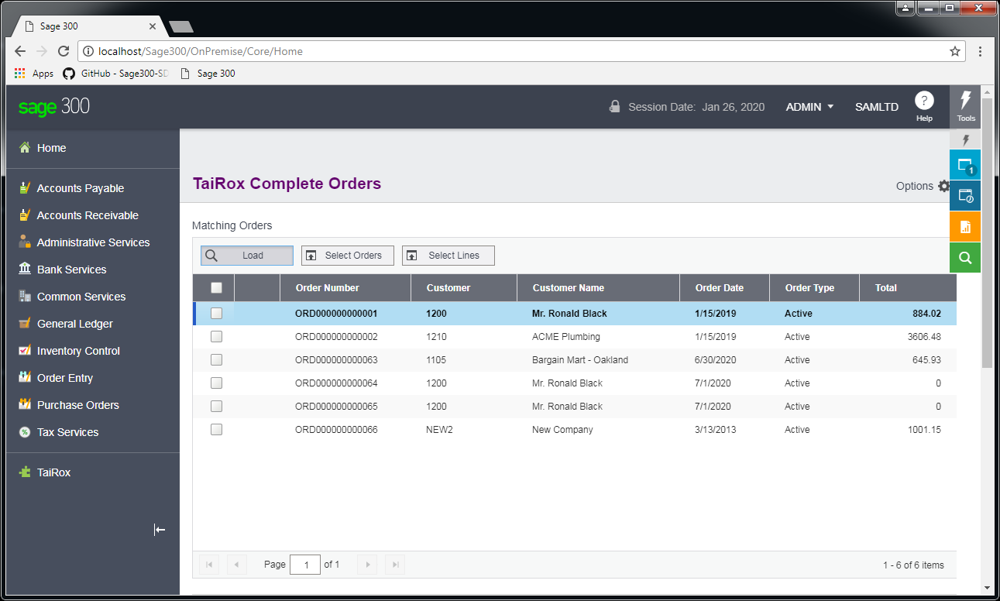 Sage 300
localhost/Sage300/OnPremise/Core/Home
Apps GitHub - Sage300-SD Sage 300
sage 300
Session Date: Jan 26, 2020 ADMIN SAMLTD ? Help Tools
Home
Accounts Payable
Accounts Receivable
Administrative Services
Bank Services
Common Services
General Ledger
Inventory Control
Order Entry
Purchase Orders
Tax Services
TaiRox
1
TaiRox Complete Orders
Options
Matching Orders
Load Select Orders Select Lines
Order Number Customer Customer Name Order Date Order Type Total
ORD000000000001 1200 Mr. Ronald Black 1/15/2019 Active 884.02
ORD000000000002 1210 ACME Plumbing 1/15/2019 Active 3606.48
ORD000000000063 1105 Bargain Mart - Oakland 6/30/2020 Active 645.93
ORD000000000064 1200 Mr. Ronald Black 7/1/2020 Active 0
ORD000000000065 1200 Mr. Ronald Black 7/1/2020 Active 0
ORD000000000066 NEW2 New Company 3/13/2013 Active 1001.15
Page 1 of 1 1 - 6 of 6 items